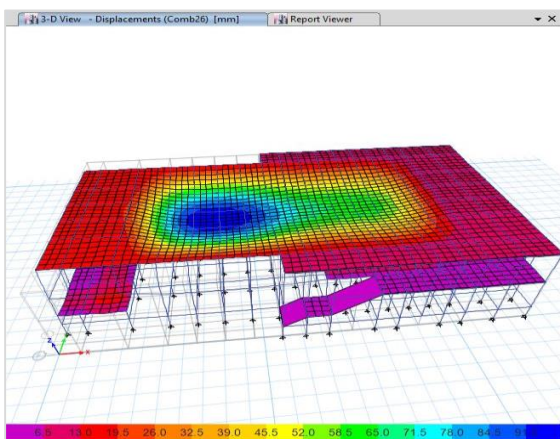 3-D View - Displacements (Comb26) [mm]
Report Viewer
Z
X
6.5 13.0 19.5 26.0 32.5 39.0 45.5 52.0 58.5 65.0 71.5 78.0 84.5